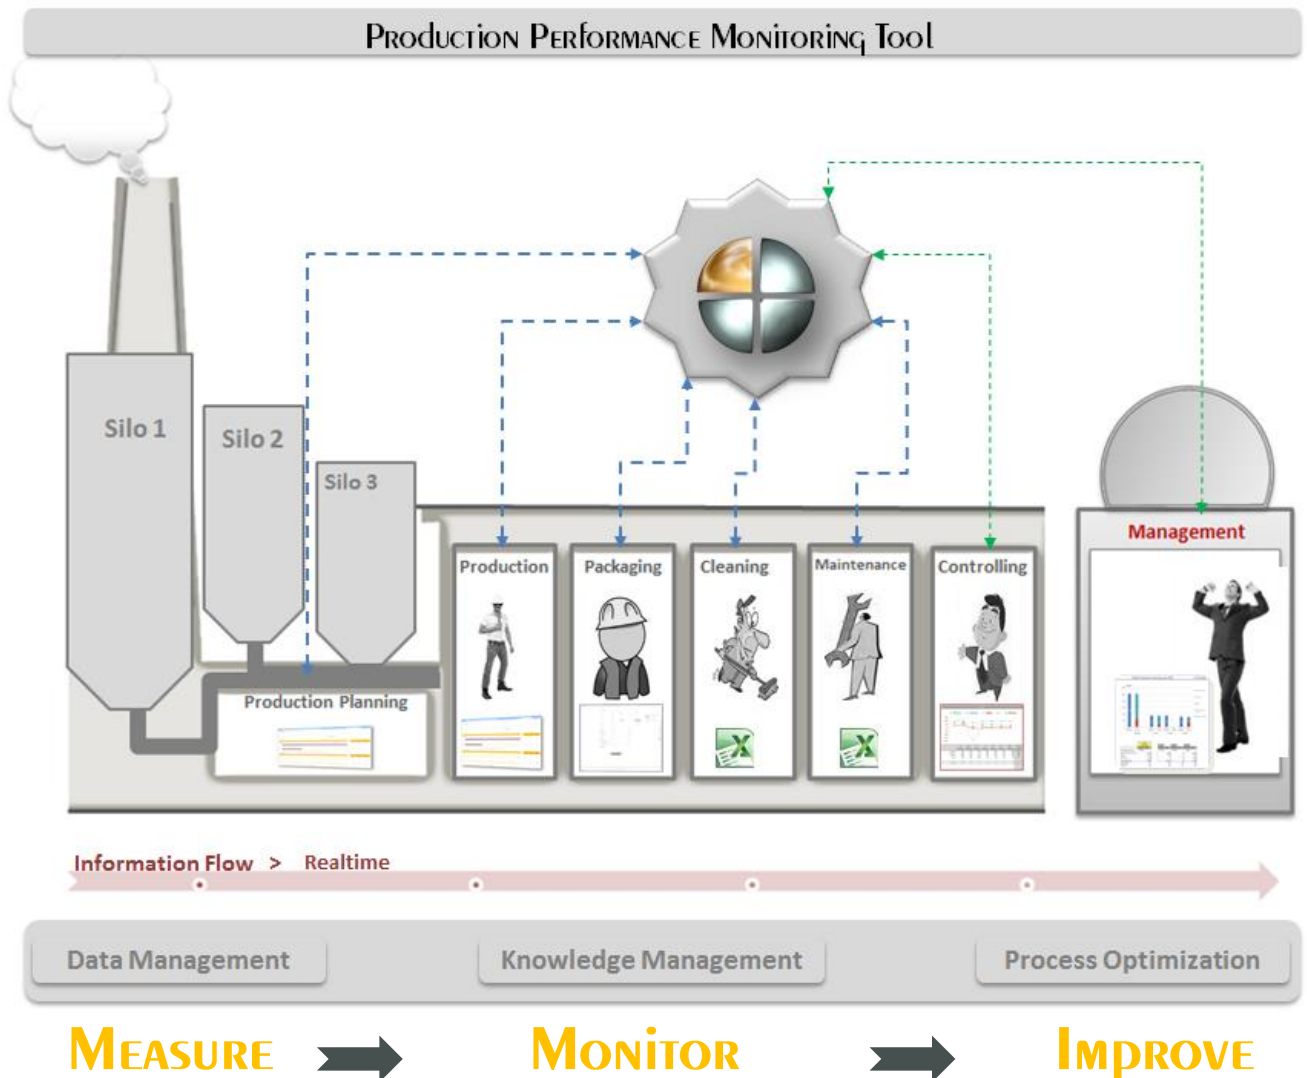 Production Performance Monitoring Tool
Silo 1
Silo 2
Silo 3
Management
Production
Packaging
Cleaning
Maintenance
Controlling
Production Planning
Information Flow > Realtime
Data Management
Knowledge Management
Process Optimization
Measure
Monitor
Improve